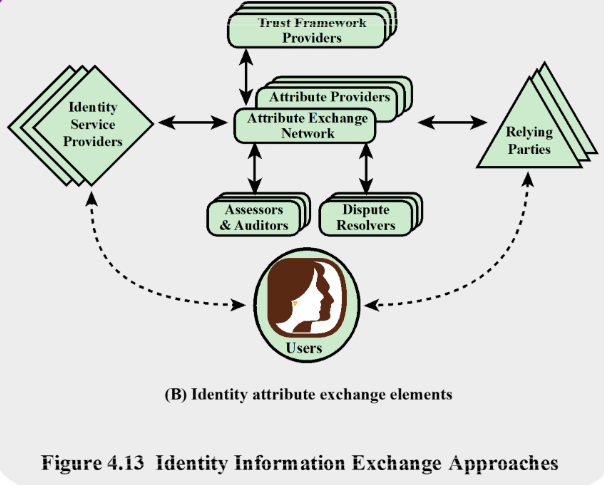 Trust Framework
Providers
Attribute Providers
Attribute Exchange
Network
Identity
Service
Providers
Relying
Parties
Assessors
& Auditors
Dispute
Resolvers
Users
(B) Identity attribute exchange elements
Figure 4.13 Identity Information Exchange Approaches